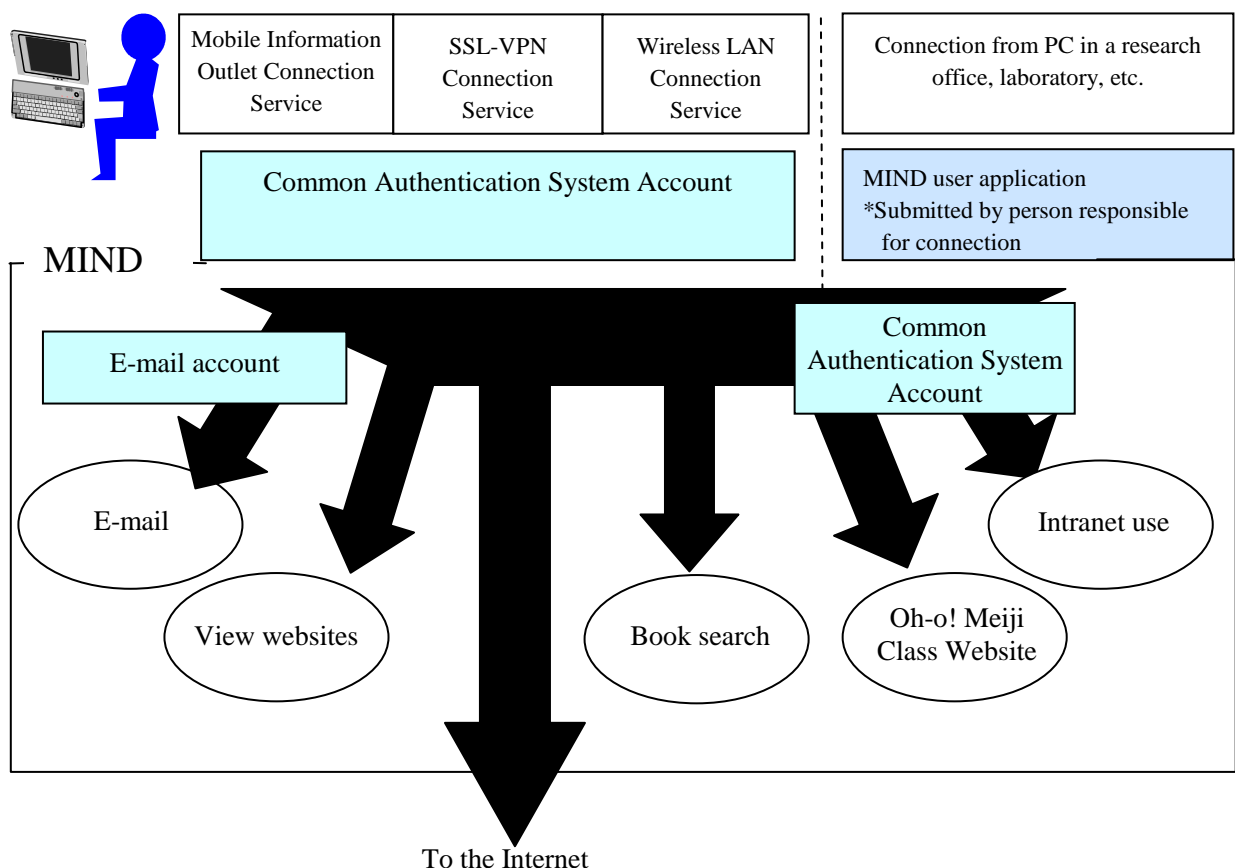 Mobile Information
Outlet Connection
Service
SSL-VPN
Connection
Service
Wireless LAN
Connection
Service
Connection from PC in a research
office, laboratory, etc.
Common Authentication System Account
MIND user application
*Submitted by person responsible
for connection
MIND
E-mail account
Common
Authentication System
Account
E-mail
Intranet use
View websites
Book search
Oh-o! Meiji
Class Website
To the Internet